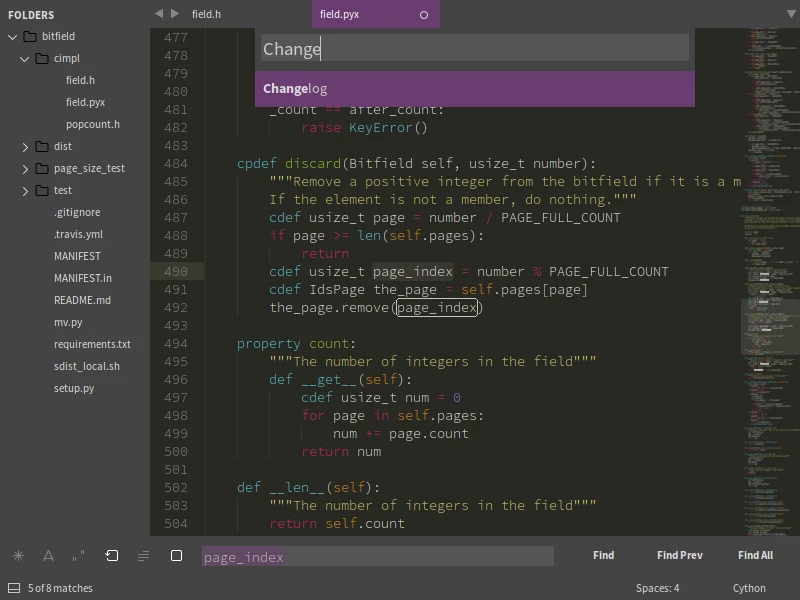 FOLDERS
bitfield
cimpl
field.h
field.pyx
popcount.h
dist
page_size_test
test
.gitignore
.travis.yml
MANIFEST
MANIFEST.in
README.md
mv.py
requirements.txt
sdist_local.sh
setup.py
field.h
field.pyx
Change
Changelog
477
478
479
480
481 _count == after_count:
482 raise KeyError()
483
484 cpdef discard(Bitfield self, usize_t number):
485 """Remove a positive integer from the bitfield if it is a m
486 If the element is not a member, do nothing."""
487 cdef usize_t page = number / PAGE_FULL_COUNT
488 if page >= len(self.pages):
489 return
490 cdef usize_t page_index = number % PAGE_FULL_COUNT
491 cdef IdsPage the_page = self.pages[page]
492 the_page.remove(page_index)
493
494 property count:
495 """The number of integers in the field"""
496 def __get__(self):
497 cdef usize_t num = 0
498 for page in self.pages:
499 num += page.count
500 return num
501
502 def __len__(self):
503 """The number of integers in the field"""
504 return self.count
page_index
Find
Find Prev
Find All
5 of 8 matches
Spaces: 4
Cython